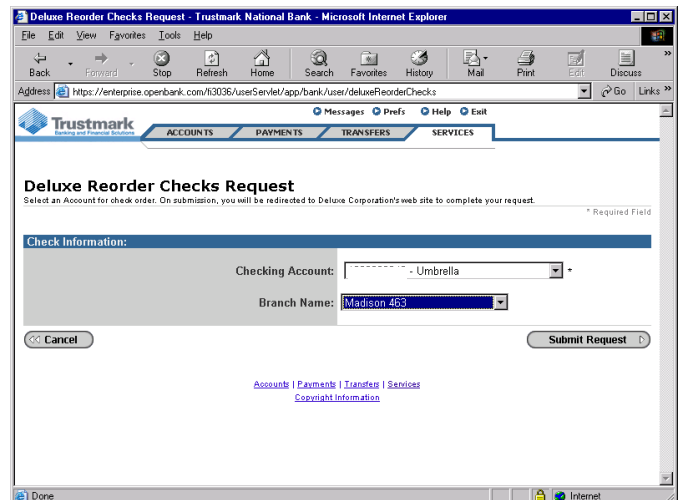 Deluxe Reorder Checks Request - Trustmark National Bank - Microsoft Internet Explorer
File Edit View Favorites Tools Help
Back Forward Stop Refresh Home Search Favorites History Mail Print Edit Discuss »
Address https://enterprise.openbank.com/fi3036/userServlet/app/bank/user/deluxeReorderChecks Go Links »
Messages Prefs Help Exit
Trustmark
Banking and Financial Solutions
ACCOUNTS PAYMENTS TRANSFERS SERVICES
Deluxe Reorder Checks Request
Select an Account for check order. On submission, you will be redirected to Deluxe Corporation's web site to complete your request.
* Required Field
Check Information:
Checking Account: - Umbrella *
Branch Name: Madison 463
Cancel Submit Request
Accounts | Payments | Transfers | Services
Copyright Information
Done Internet